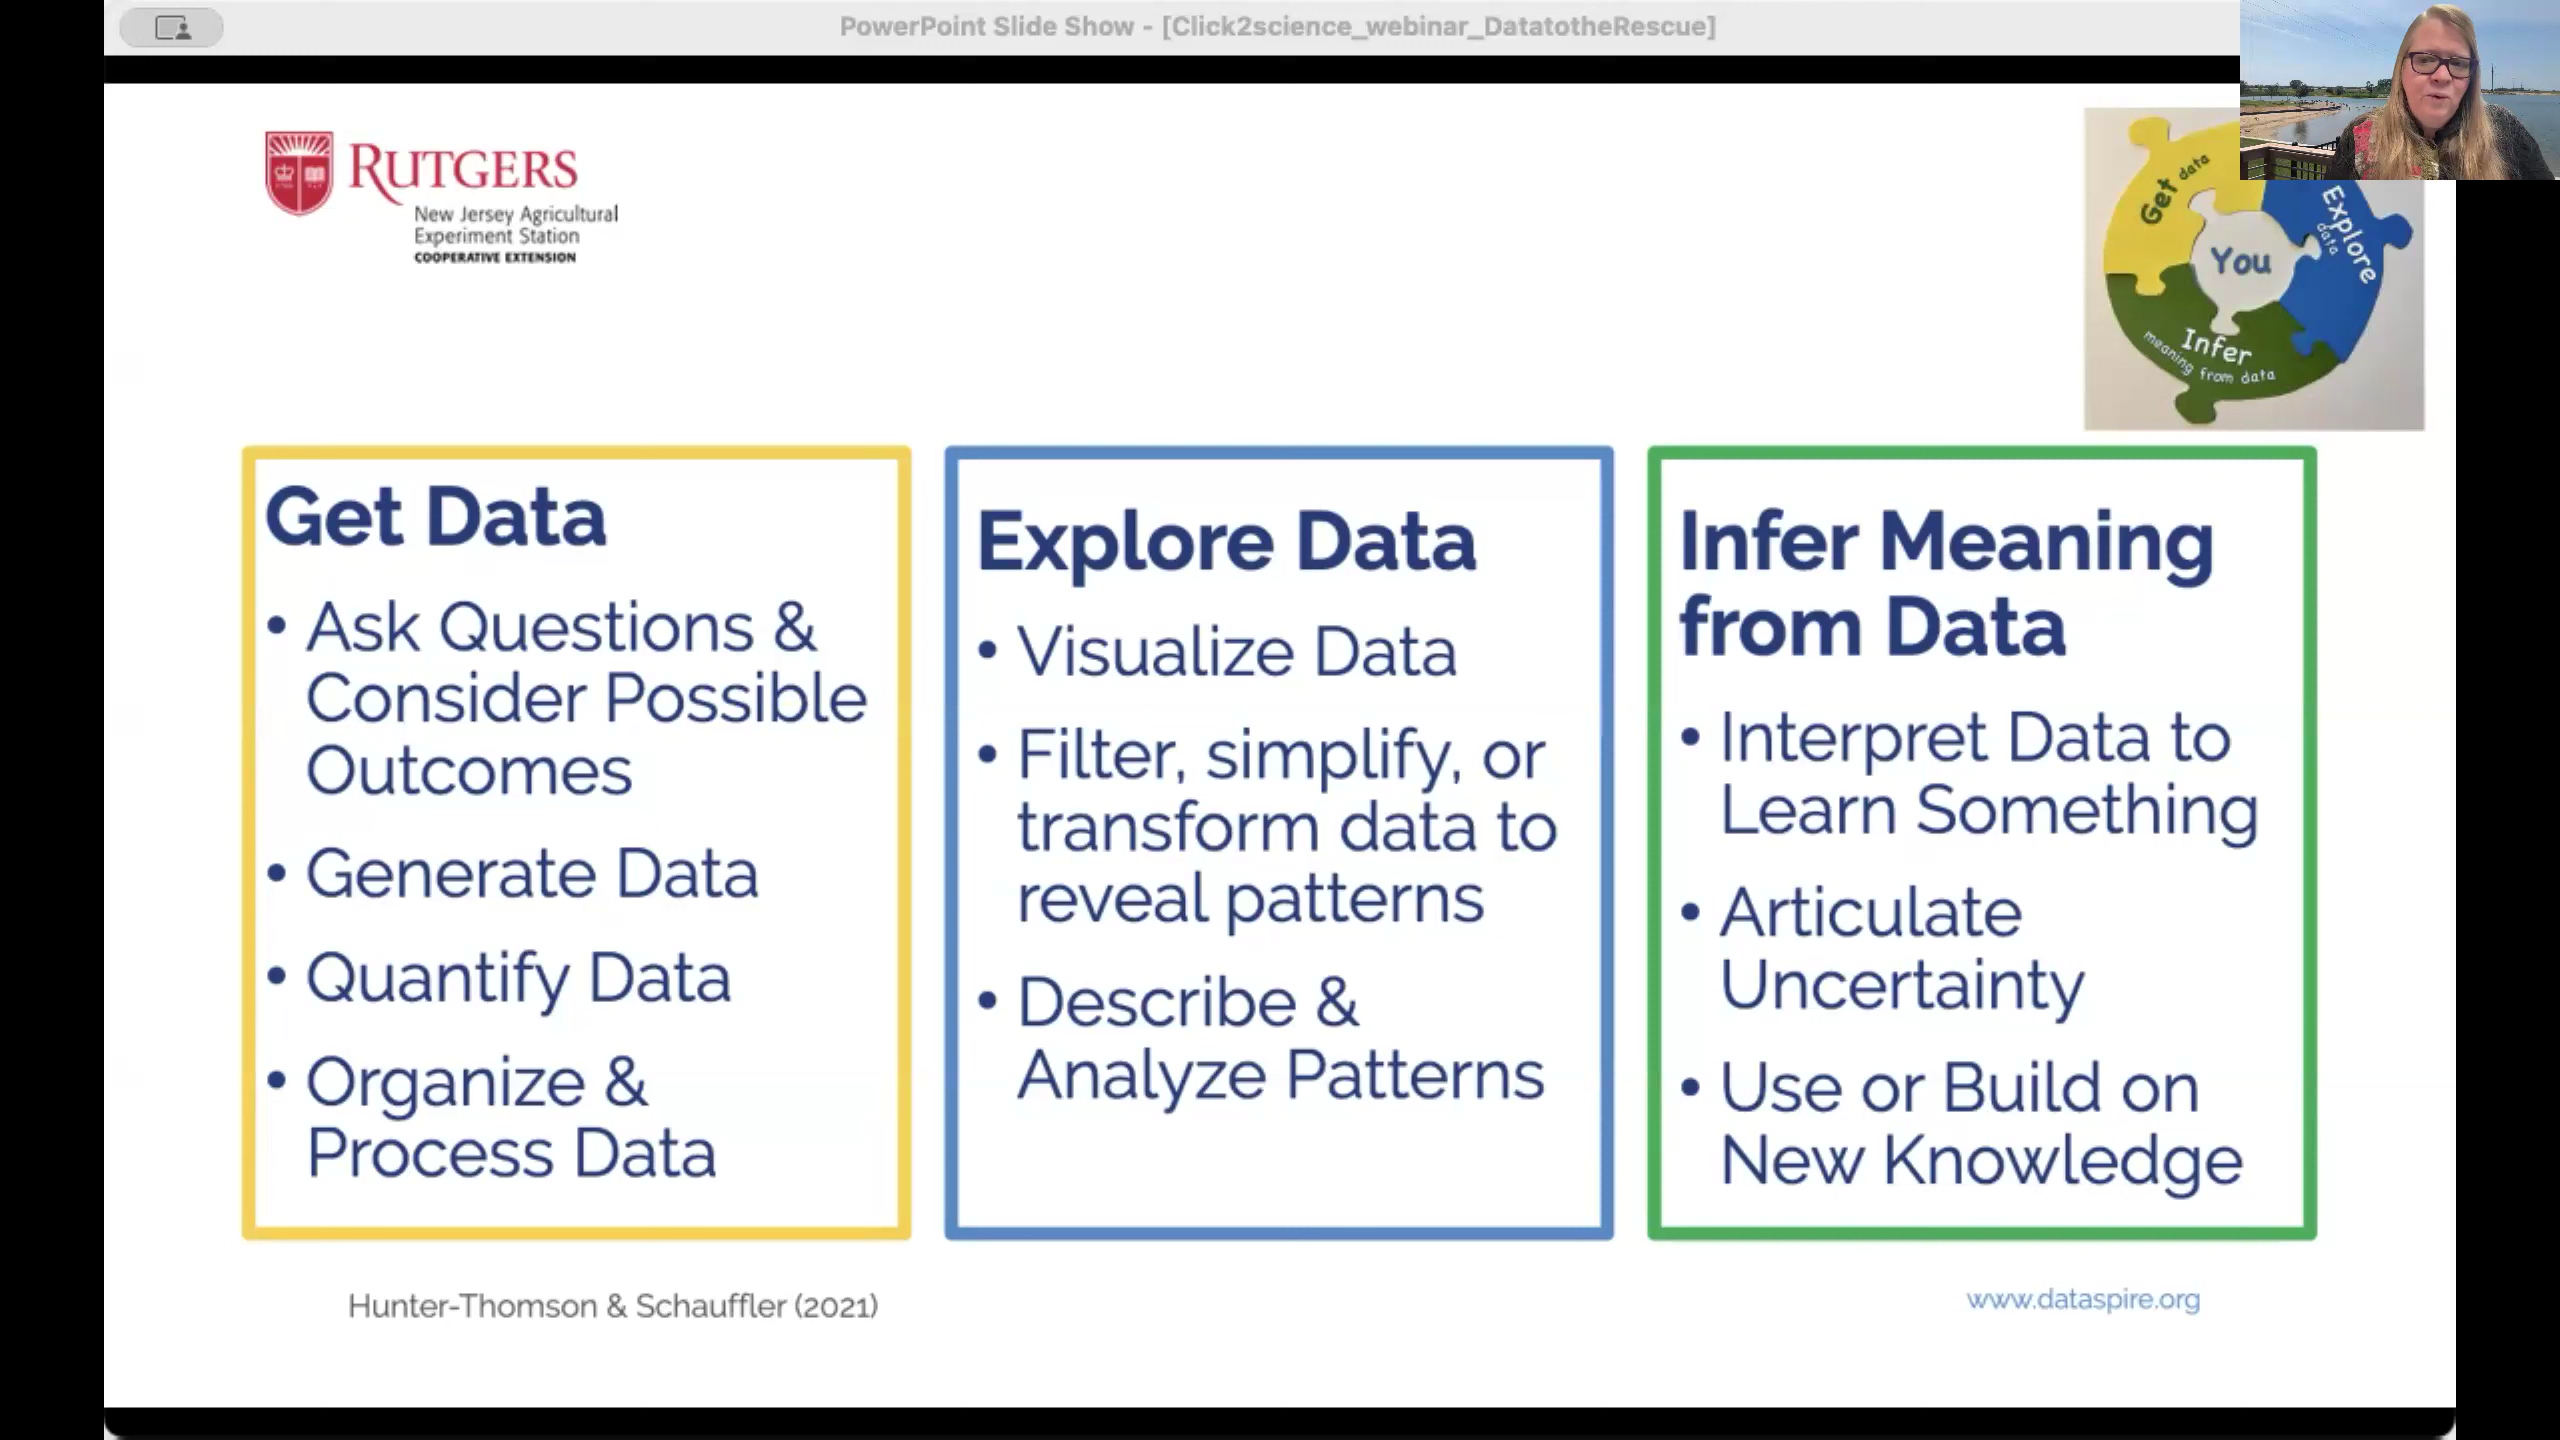 PowerPoint Slide Show - [Click2science_webinar_DatatotheRescue]
RUTGERS
New Jersey Agricultural
Experiment Station
COOPERATIVE EXTENSION
Get data
Explore
data
You
Infer
meaning from data
Get Data
• Ask Questions &
Consider Possible
Outcomes
• Generate Data
• Quantify Data
• Organize &
Process Data
Explore Data
• Visualize Data
• Filter, simplify, or
transform data to
reveal patterns
• Describe &
Analyze Patterns
Infer Meaning
from Data
• Interpret Data to
Learn Something
• Articulate
Uncertainty
• Use or Build on
New Knowledge
Hunter-Thomson & Schauffler (2021)
www.dataspire.org